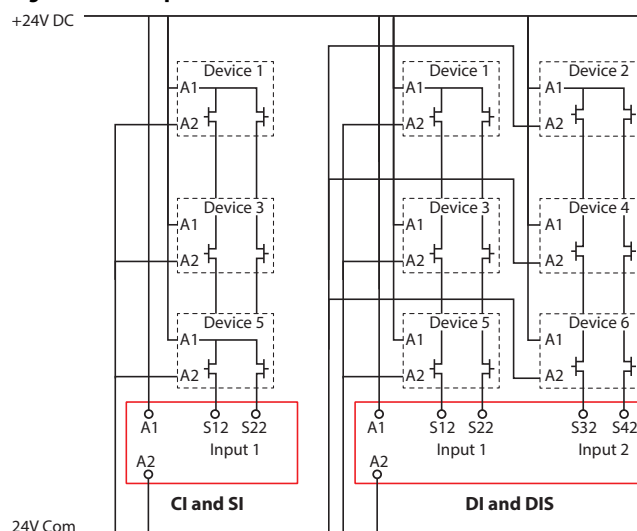 +24V DC
Device 1
A1
A2
Device 3
A1
A2
Device 5
A1
A2
A1
S12
S22
Input 1
A2
CI and SI
Device 1
A1
A2
Device 2
A1
A2
Device 3
A1
A2
Device 4
A1
A2
Device 5
A1
A2
Device 6
A1
A2
A1
S12
S22
S32
S42
Input 1
Input 2
A2
DI and DIS
24V Com